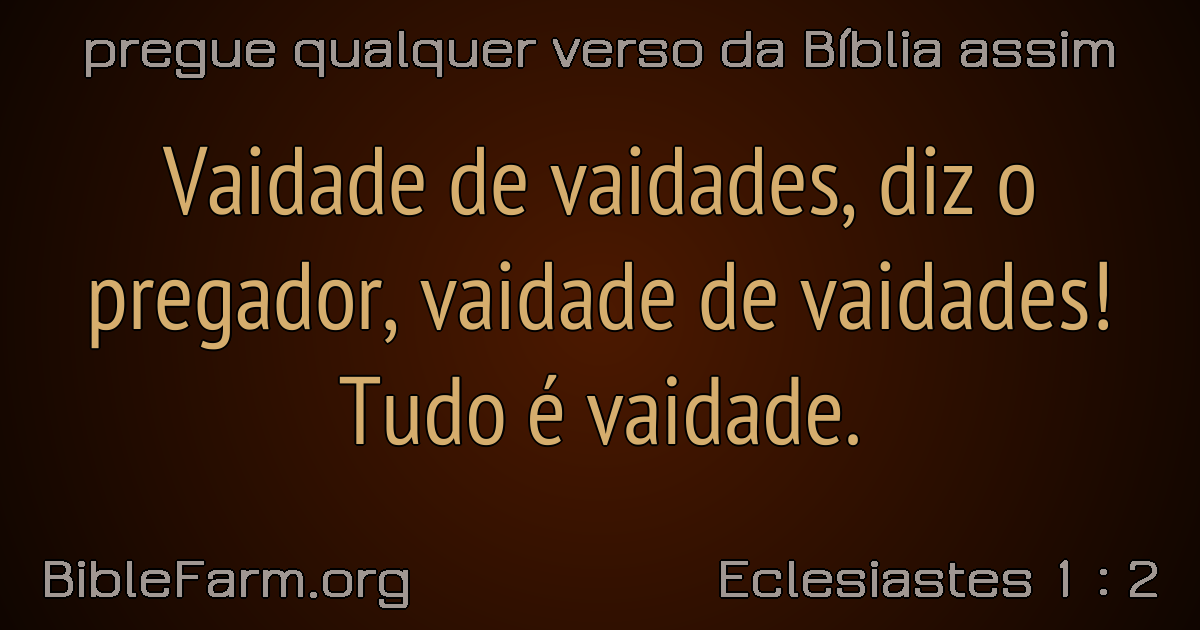 pregue qualquer verso da Bíblia assim
Vaidade de vaidades, diz o
pregador, vaidade de vaidades!
Tudo é vaidade.
BibleFarm.org
Eclesiastes 1 : 2